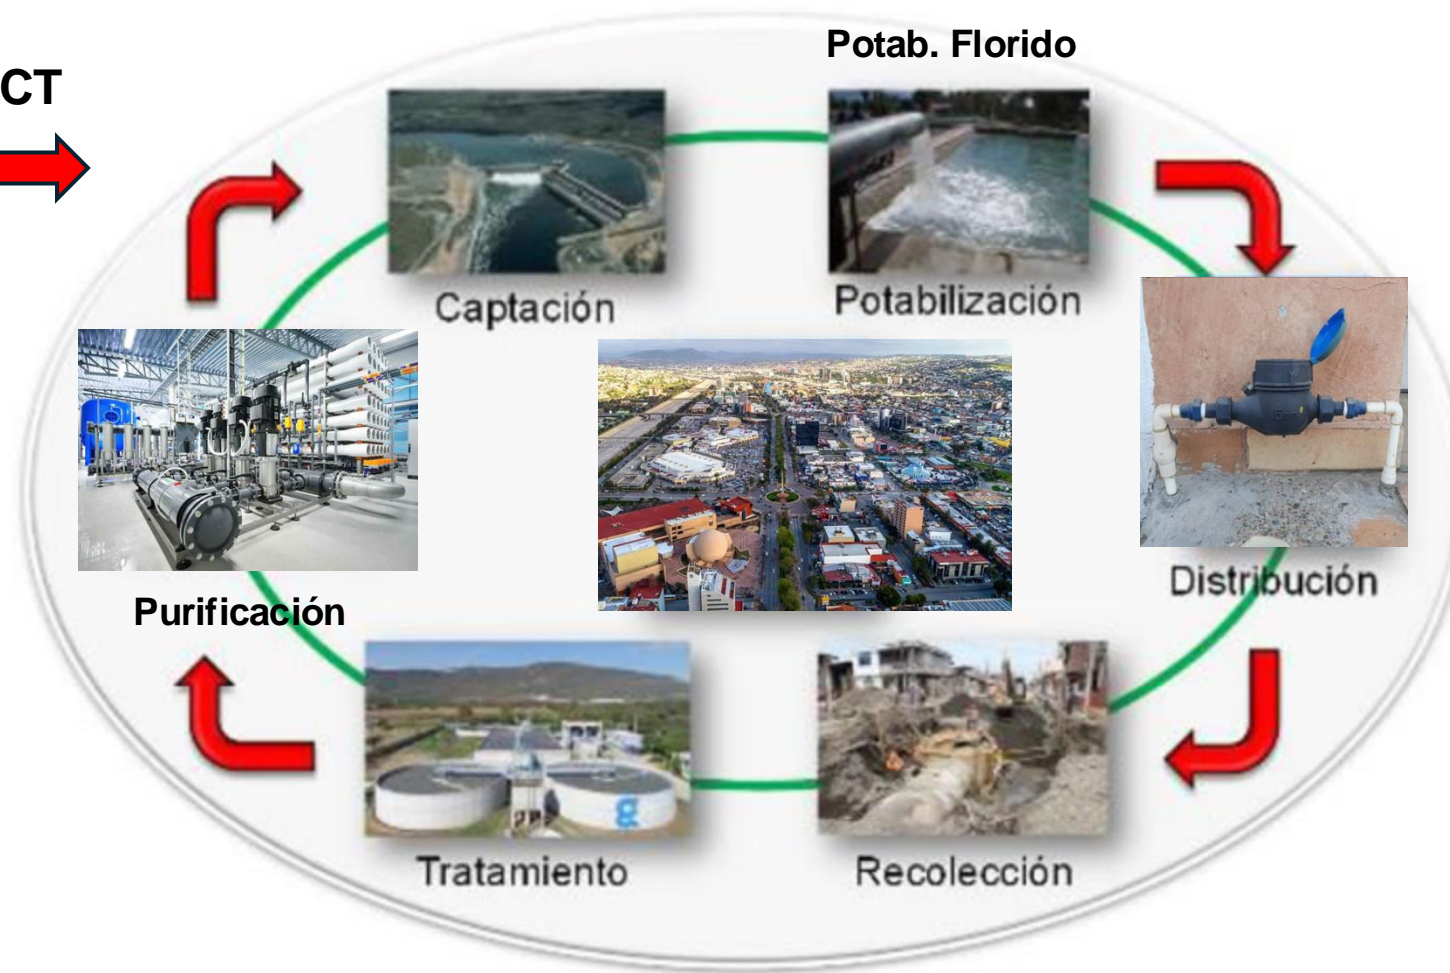 Potab. Florido
CT
Captación
Potabilización
Purificación
Distribución
Tratamiento
Recolección